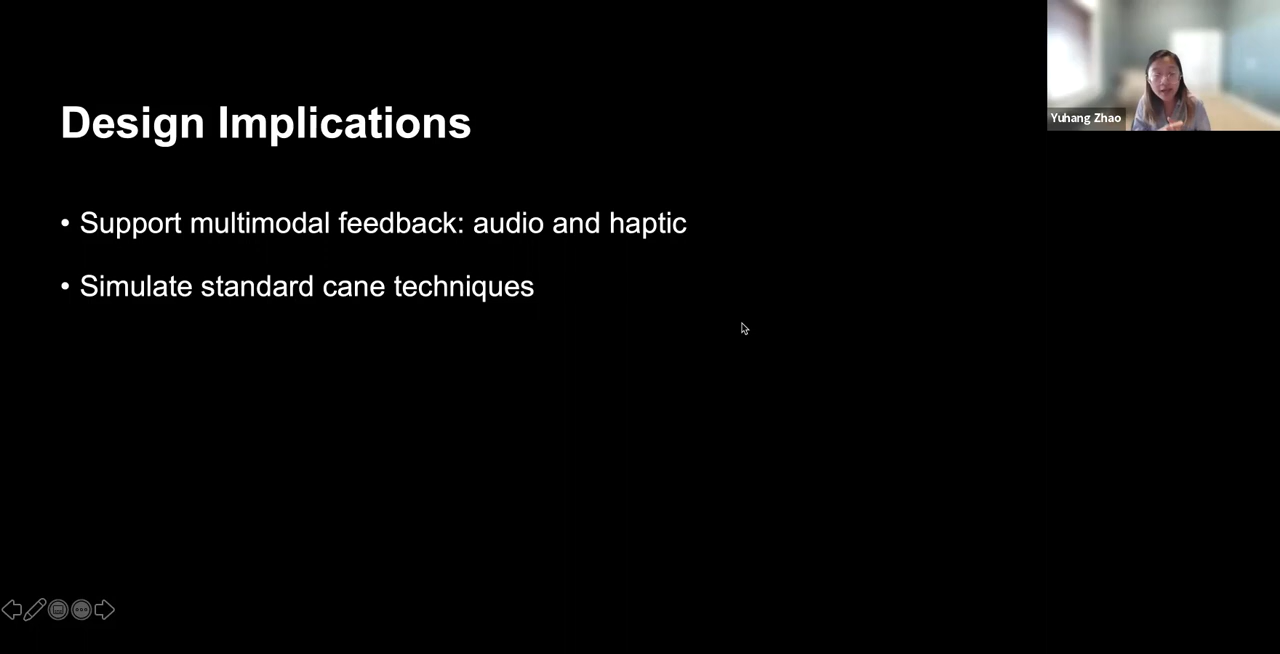 Design Implications
• Support multimodal feedback: audio and haptic
• Simulate standard cane techniques
Yuhang Zhao